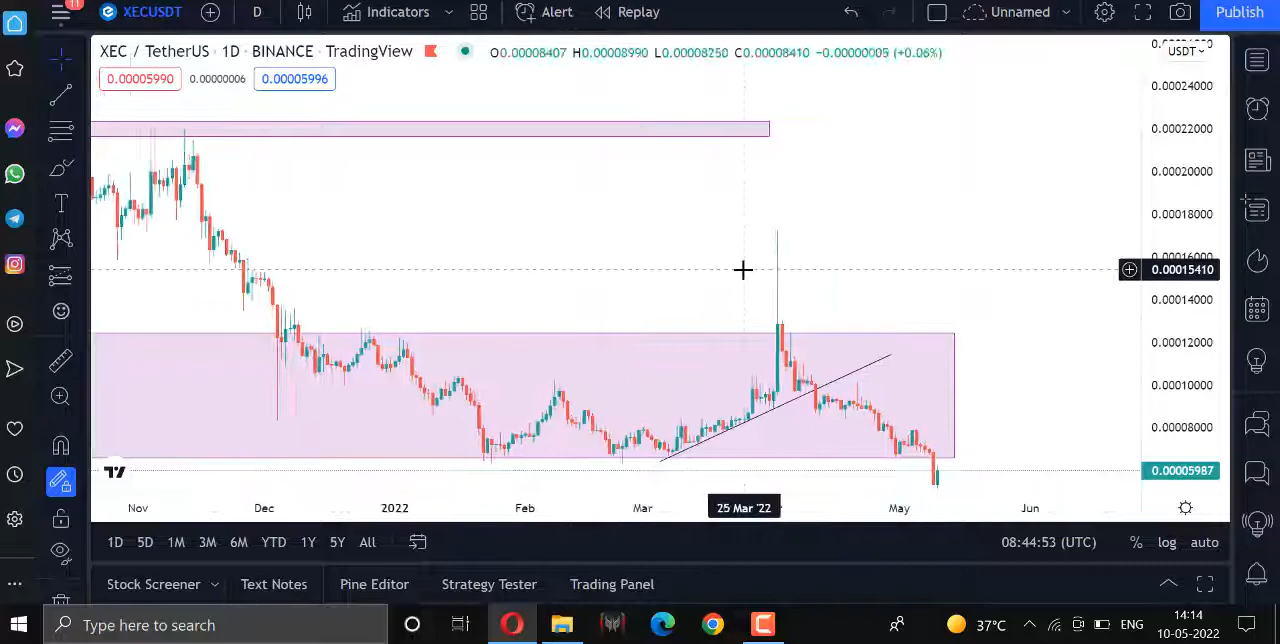 11 XECUSDT D Indicators Alert Replay Unnamed Publish
XEC / TetherUS · 1D · BINANCE · TradingView O0.00008407 H0.00008990 L0.00008250 C0.00008410 −0.00000005 (+0.06%)
USDT
0.00005990 0.00000006 0.00005996
0.00024000
0.00022000
0.00020000
0.00018000
0.00016000
0.00015410
0.00014000
0.00012000
0.00010000
0.00008000
0.00005987
Nov Dec 2022 Feb Mar 25 Mar '22 May Jun
1D 5D 1M 3M 6M YTD 1Y 5Y All 08:44:53 (UTC) % log auto
Stock Screener Text Notes Pine Editor Strategy Tester Trading Panel
Type here to search 37°C ENG 14:14
10-05-2022